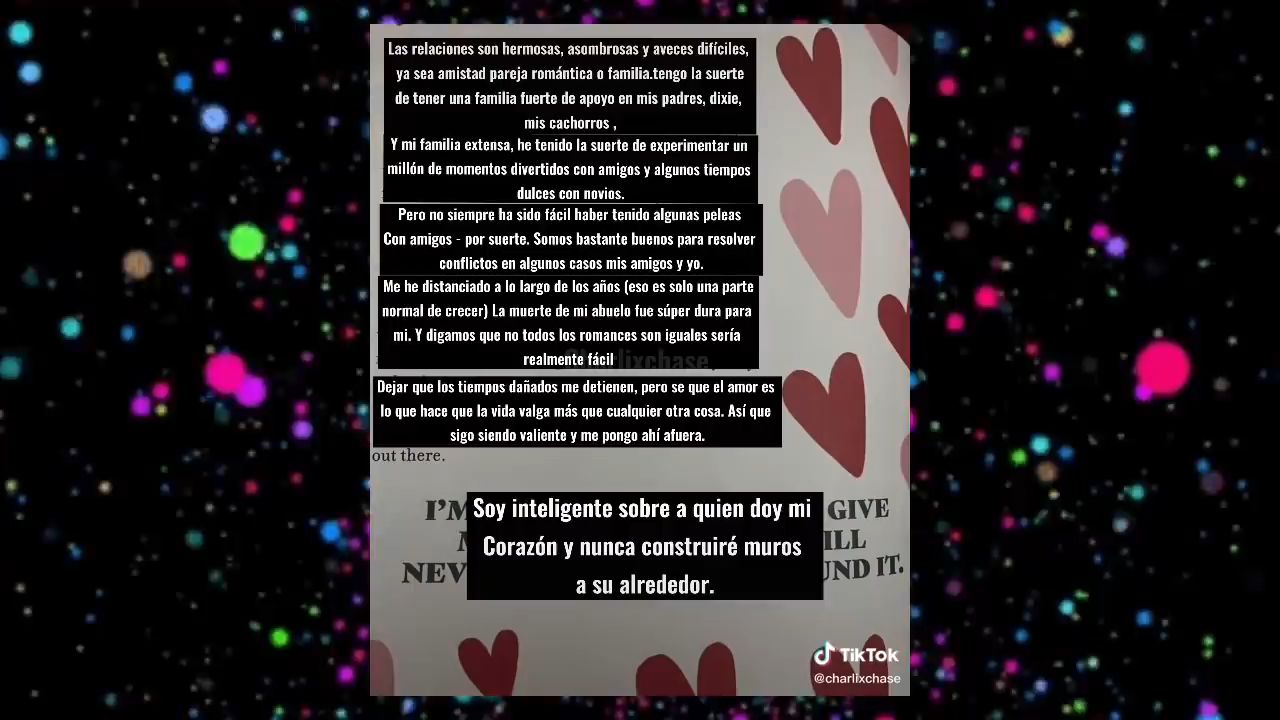 Las relaciones son hermosas, asombrosas y aveces difíciles,
ya sea amistad pareja romántica o familia.tengo la suerte
de tener una familia fuerte de apoyo en mis padres, dixie,
mis cachorros ,
Y mi familia extensa, he tenido la suerte de experimentar un
millón de momentos divertidos con amigos y algunos tiempos
dulces con novios.
Pero no siempre ha sido fácil haber tenido algunas peleas
Con amigos - por suerte. Somos bastante buenos para resolver
conflictos en algunos casos mis amigos y yo.
Me he distanciado a lo largo de los años (eso es solo una parte
normal de crecer) La muerte de mi abuelo fue súper dura para
mi. Y digamos que no todos los romances son iguales sería
realmente fácil
Charlixchase
Dejar que los tiempos dañados me detienen, pero se que el amor es
lo que hace que la vida valga más que cualquier otra cosa. Así que
sigo siendo valiente y me pongo ahí afuera.
out there.
I'M GIVE
Soy inteligente sobre a quien doy mi
Corazón y nunca construiré muros
a su alrededor.
IT.
TikTok
@charlixchase